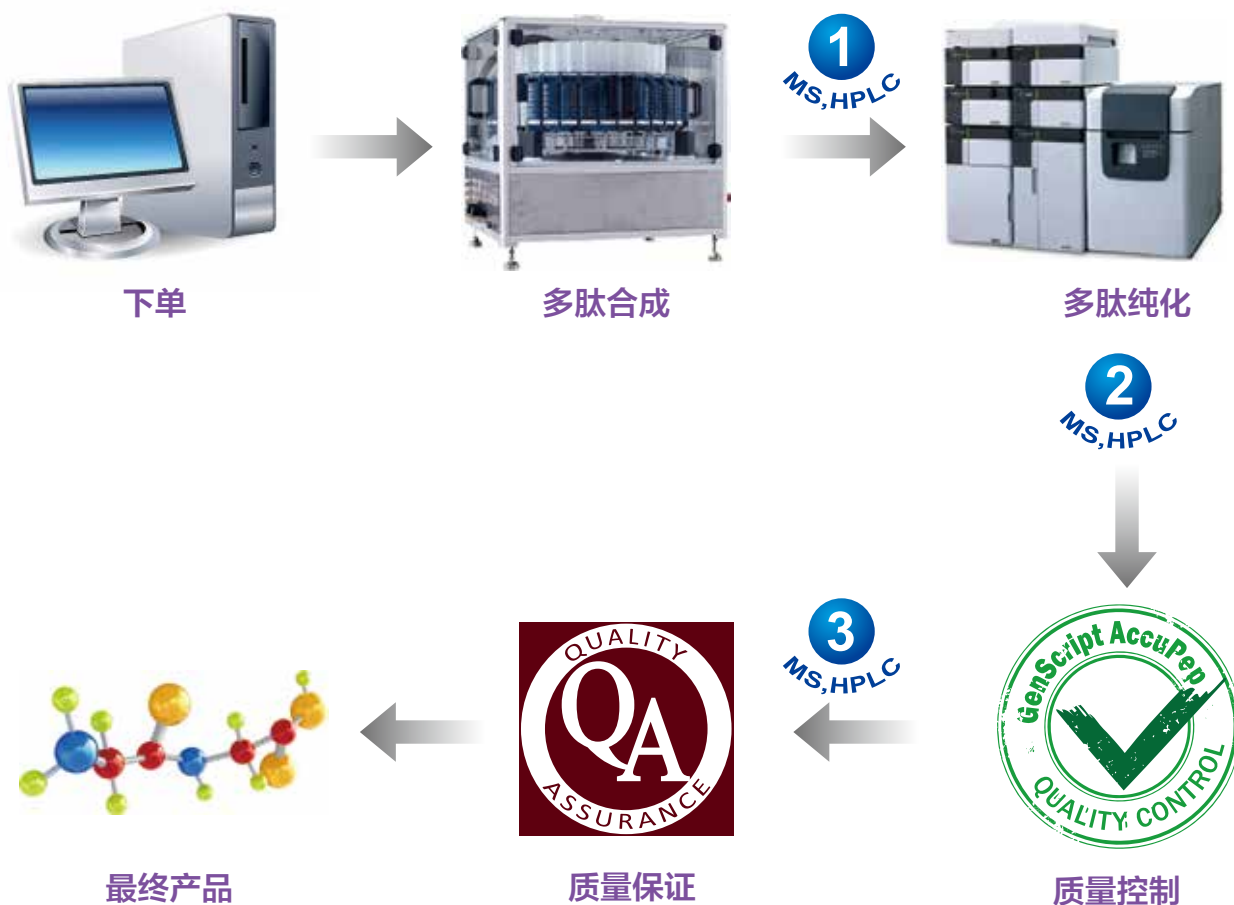 1
MS,HPLC
下单
多肽合成
多肽纯化
2
MS,HPLC
3
MS,HPLC
QUALITY
QA
ASSURANCE
GenScript AccuPep
QUALITY CONTROL
最终产品
质量保证
质量控制